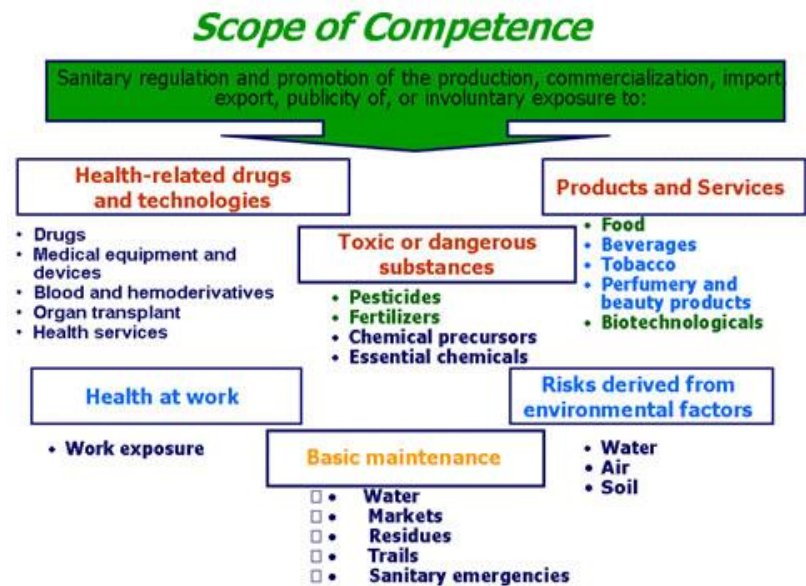 Scope of Competence
Sanitary regulation and promotion of the production, commercialization, import,
export, publicity of, or involuntary exposure to:
Health-related drugs
and technologies
• Drugs
• Medical equipment and
devices
• Blood and hemoderivatives
• Organ transplant
• Health services
Toxic or dangerous
substances
• Pesticides
• Fertilizers
• Chemical precursors
• Essential chemicals
Products and Services
• Food
• Beverages
• Tobacco
• Perfumery and
beauty products
• Biotechnologicals
Health at work
• Work exposure
Basic maintenance
□ • Water
□ • Markets
□ • Residues
□ • Trails
□ • Sanitary emergencies
Risks derived from
environmental factors
• Water
• Air
• Soil